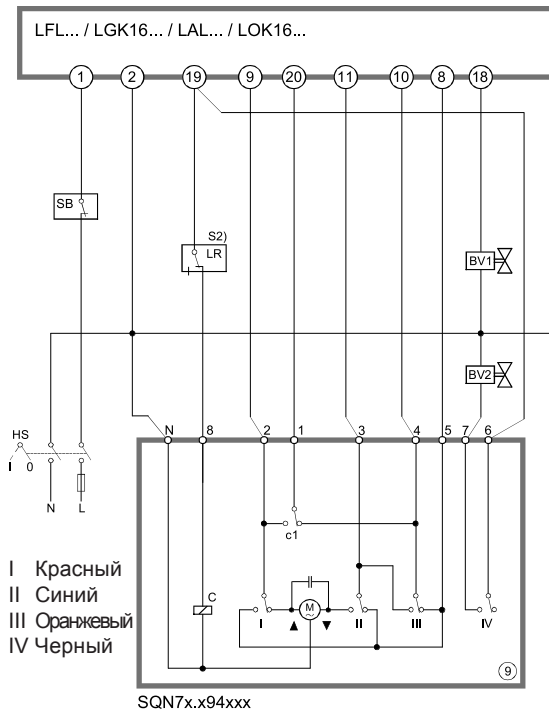 LFL... / LGK16... / LAL... / LOK16...
1 2 19 9 20 11 10 8 18
SB
S2)
LR
BV1
BV2
HS
I 0
N L
N 8 2 1 3 4 5 7 6
c1
C
M
~
I II III IV
I Красный
II Синий
III Оранжевый
IV Черный
9
SQN7x.x94xxx